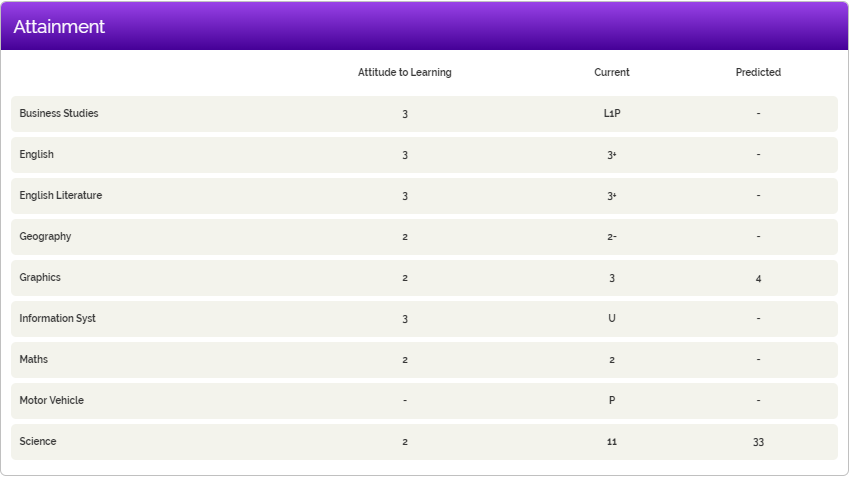 Attainment
Attitude to Learning Current Predicted
Business Studies 3 L1P -
English 3 3+ -
English Literature 3 3+ -
Geography 2 2- -
Graphics 2 3 4
Information Syst 3 U -
Maths 2 2 -
Motor Vehicle - P -
Science 2 11 33